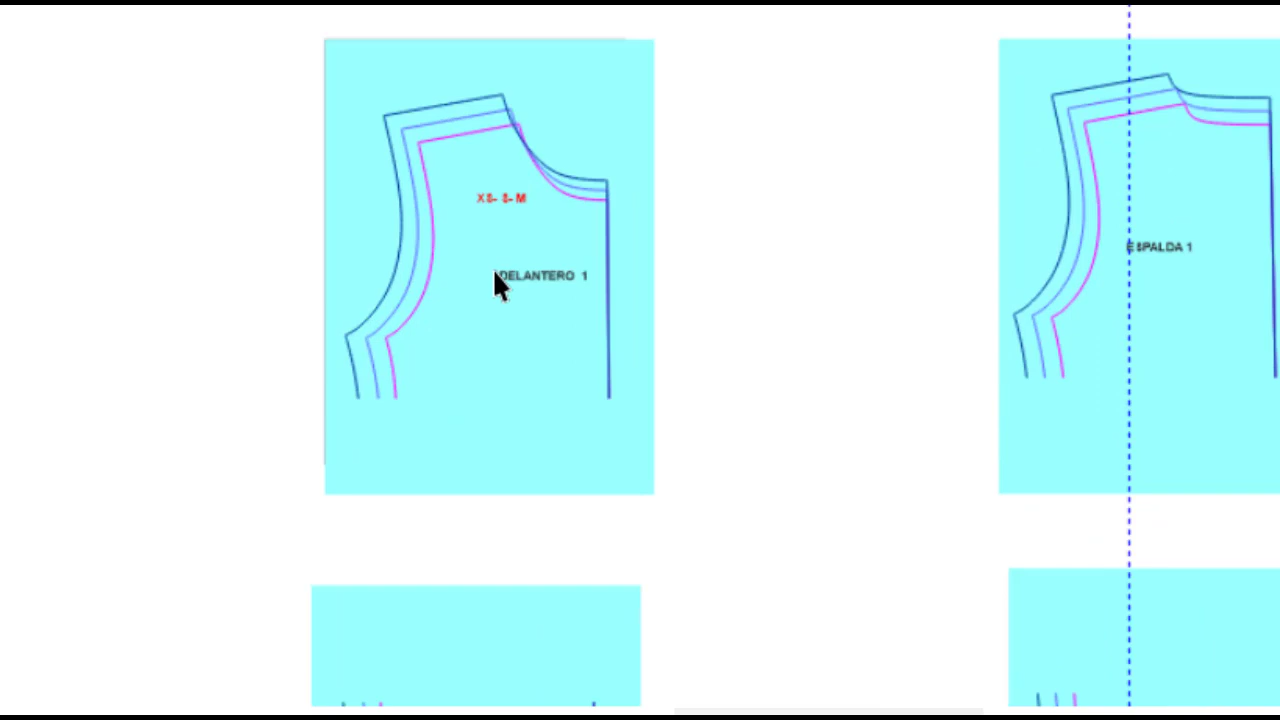 XS- S- M
DELANTERO 1
ESPALDA 1